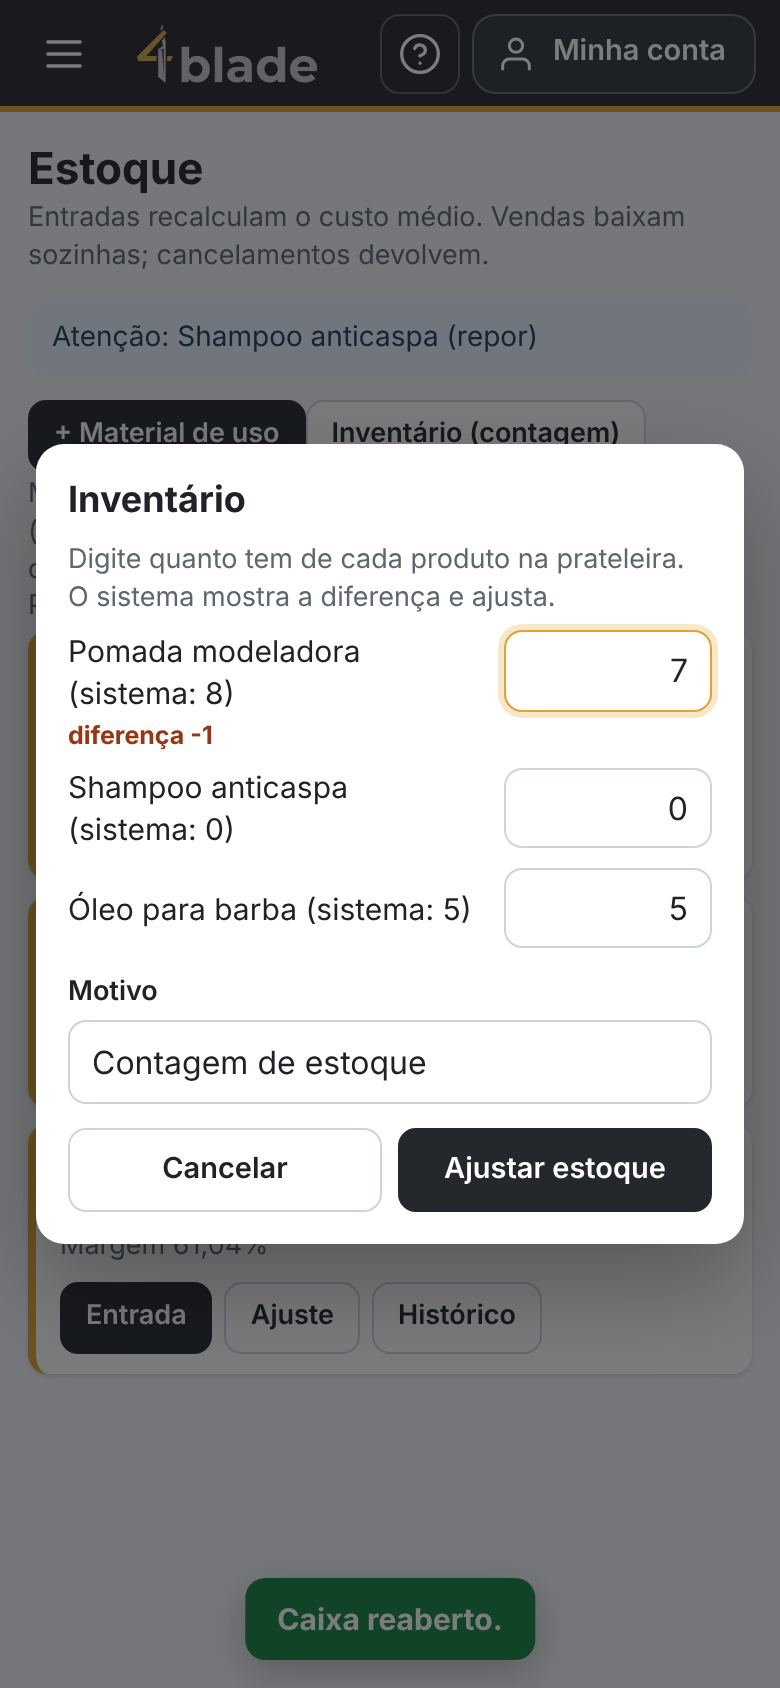 4blade
Minha conta
Estoque
Entradas recalculam o custo médio. Vendas baixam
sozinhas; cancelamentos devolvem.
Atenção: Shampoo anticaspa (repor)
+ Material de uso
Inventário (contagem)
Inventário
Digite quanto tem de cada produto na prateleira.
O sistema mostra a diferença e ajusta.
Pomada modeladora
(sistema: 8)
7
diferença -1
Shampoo anticaspa
(sistema: 0)
0
Óleo para barba (sistema: 5)
5
Motivo
Contagem de estoque
Cancelar
Ajustar estoque
Margem 61,04%
Entrada
Ajuste
Histórico
Caixa reaberto.